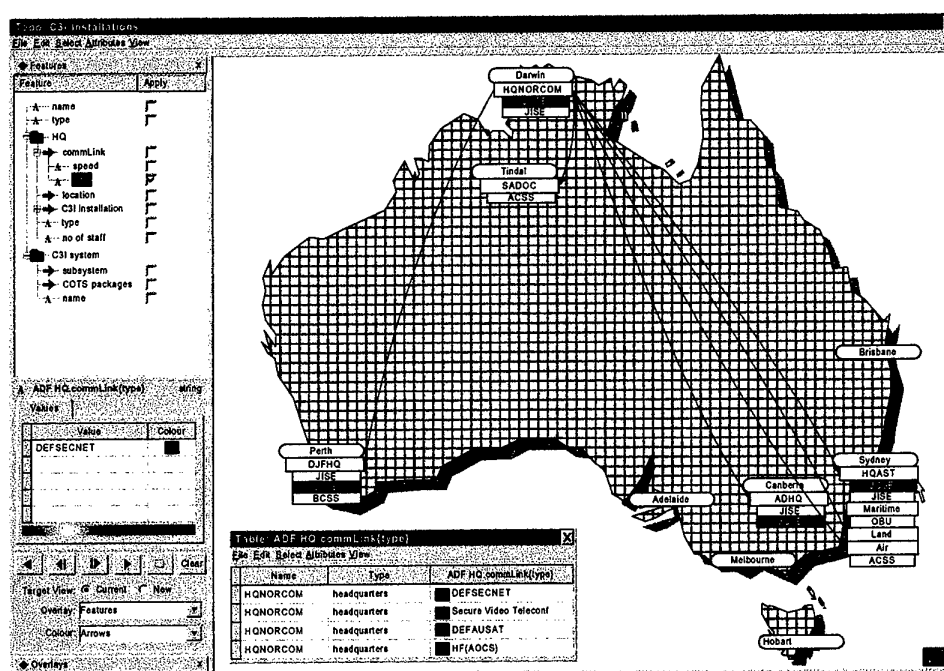 Topo: C3I Installations
File Edit Select Attributes View
Features X
Feature Apply
name
type
HQ
commLink
speed
location
C3I Installation
type
no of staff
C3I system
subsystem
COTS packages
name
A ADF HQ.commLink(type) string
Values
Value Colour
DEFSECNET
Clear
Target View: Current New
Overlay: Features
Colour: Arrows
Overlays X
Darwin
HQNORCOM
JISE
Tindal
SADOC
ACSS
Brisbane
Perth
DJFHQ
JISE
BCSS
Adelaide
Canberra
ADHQ
JISE
Sydney
HQAST
JISE
Maritime
OBU
Land
Air
ACSS
Melbourne
Hobart
Table: ADF HQ.commLink(type) X
File Edit Select Attributes View
Name Type ADF HQ.commLink(type)
HQNORCOM headquarters DEFSECNET
HQNORCOM headquarters Secure Video Teleconf
HQNORCOM headquarters DEFAUSAT
HQNORCOM headquarters HF(AOCS)